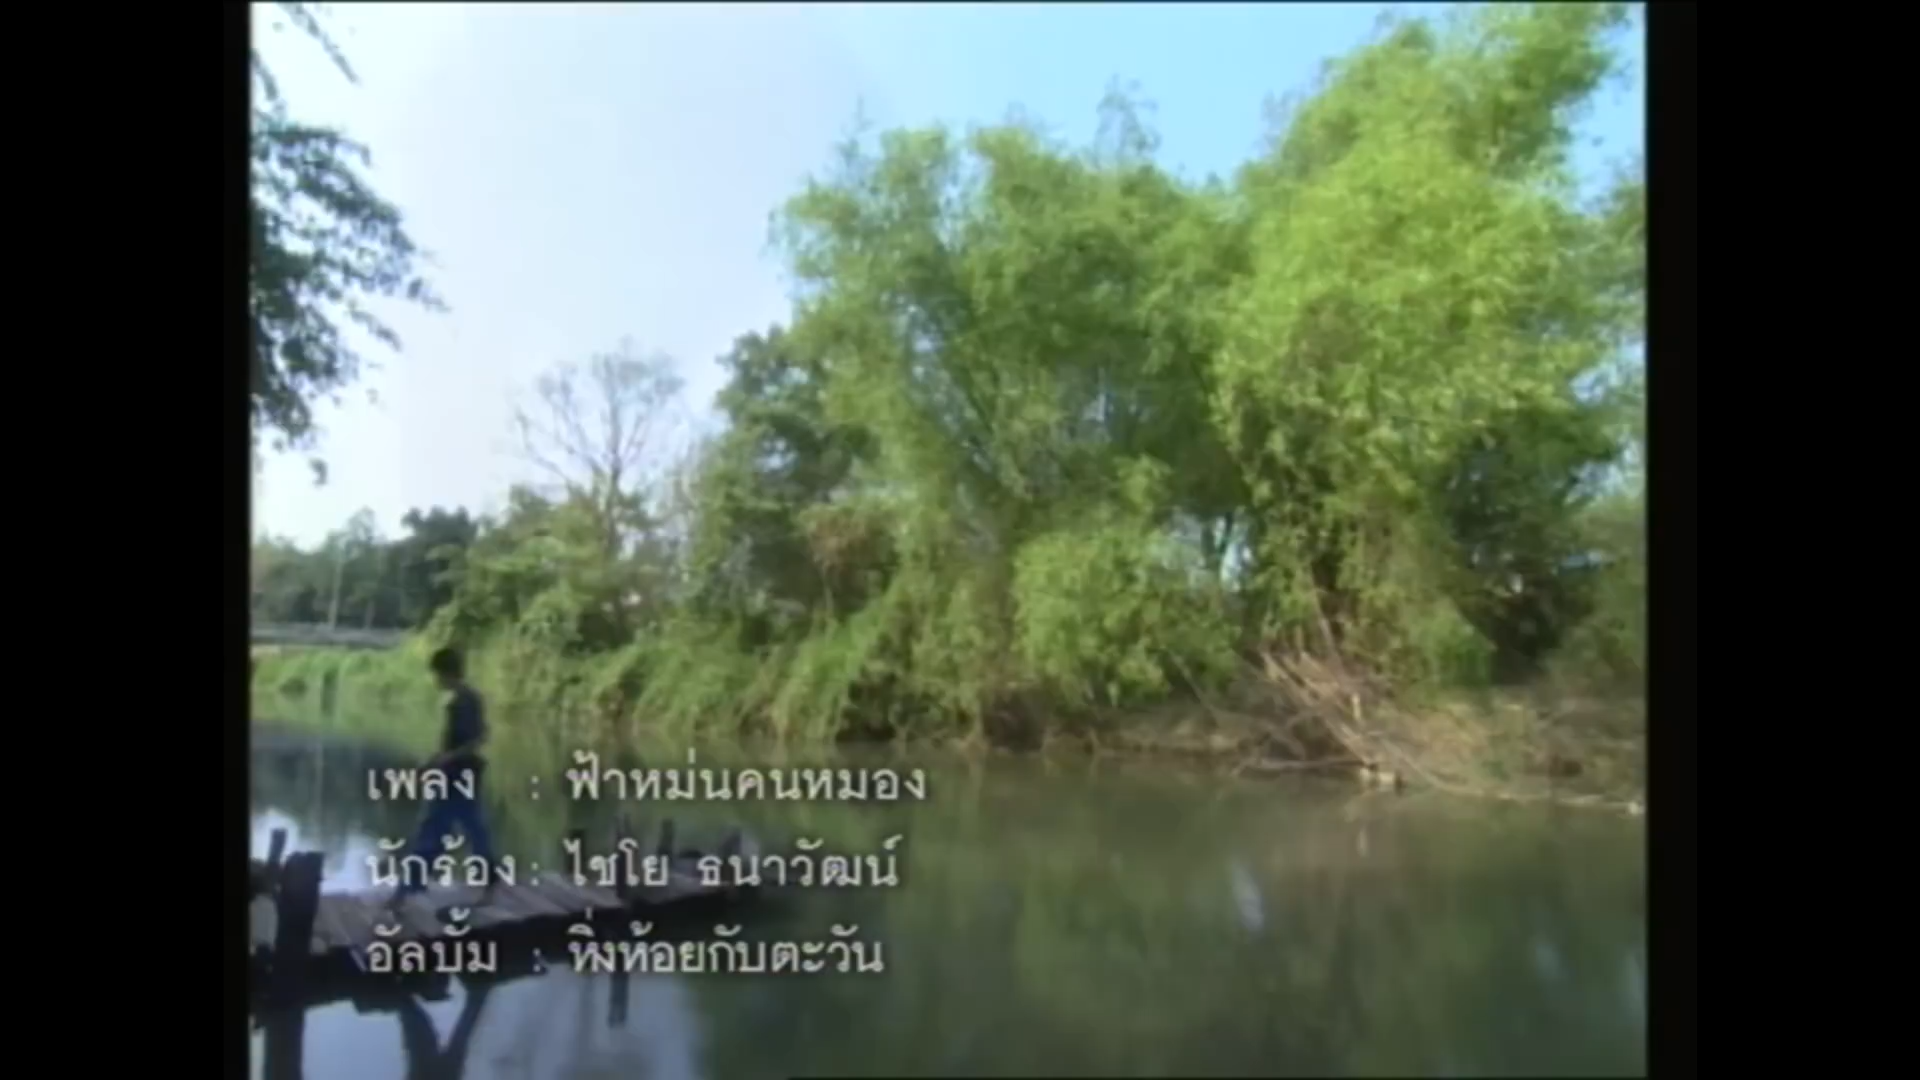 เพลง : ฟ้าหม่นคนหมอง
นักร้อง : ไชโย ธนาวัฒน์
อัลบั้ม : หิ่งห้อยกับตะวัน